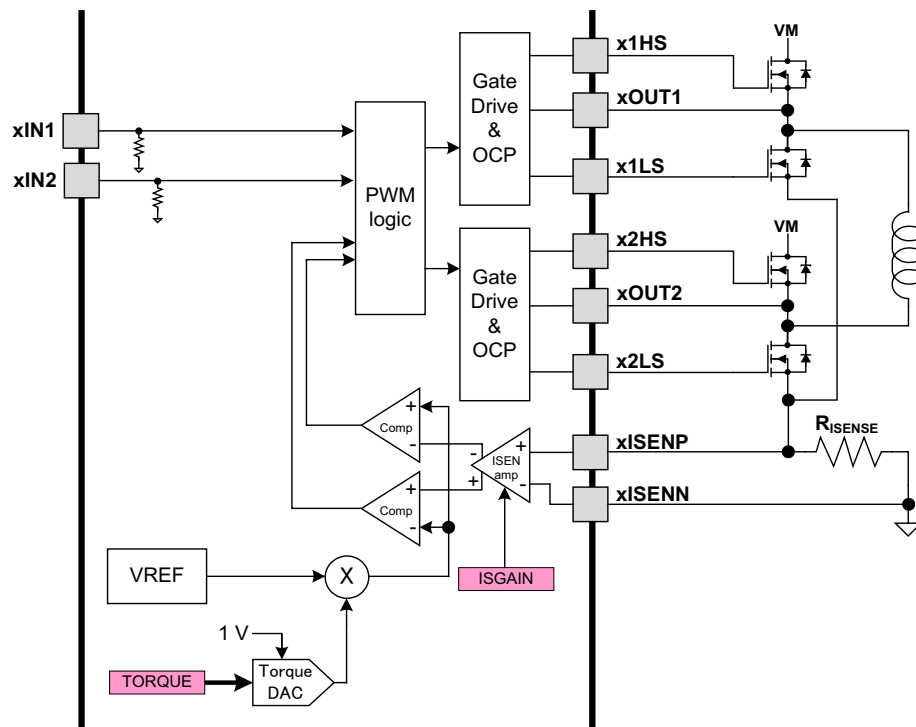 xIN1
xIN2
PWM
logic
Gate
Drive
&
OCP
Gate
Drive
&
OCP
x1HS
xOUT1
x1LS
x2HS
xOUT2
x2LS
xISENP
xISENN
VM
VM
RISENSE
+
Comp
-
+
Comp
-
-
+
ISEN
amp
+
-
ISGAIN
VREF
X
1 V
TORQUE
Torque
DAC